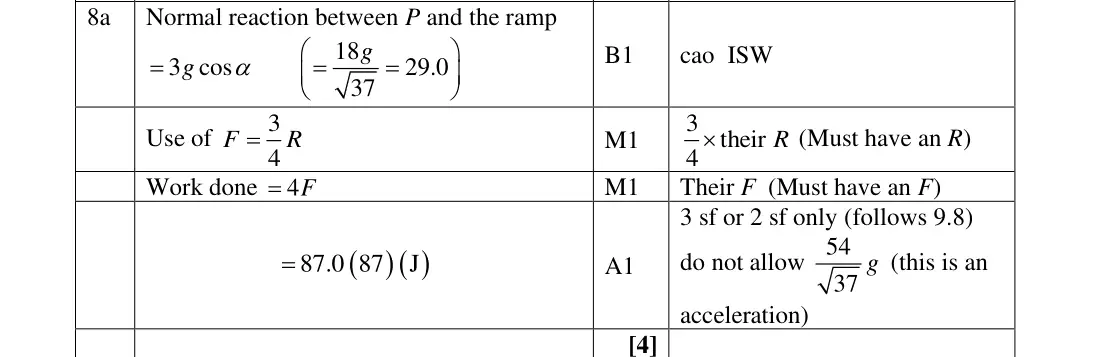 8a Normal reaction between P and the ramp
= 3g cos α ( = 18g/√37 = 29.0 ) B1 cao ISW
Use of F = 3/4 R M1 3/4 × their R (Must have an R)
Work done = 4F M1 Their F (Must have an F)
= 87.0 (87) (J) A1 3 sf or 2 sf only (follows 9.8)
do not allow 54/√37 g (this is an
acceleration)
[4]